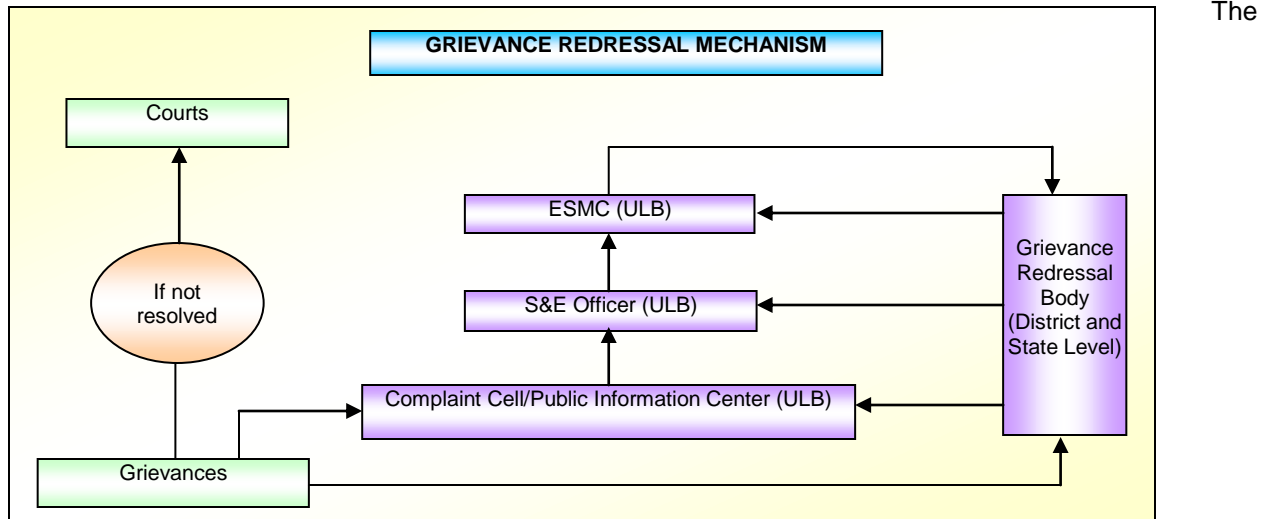 The
GRIEVANCE REDRESSAL MECHANISM
Courts
ESMC (ULB)
Grievance
Redressal
Body
(District and
State Level)
If not
resolved
S&E Officer (ULB)
Complaint Cell/Public Information Center (ULB)
Grievances